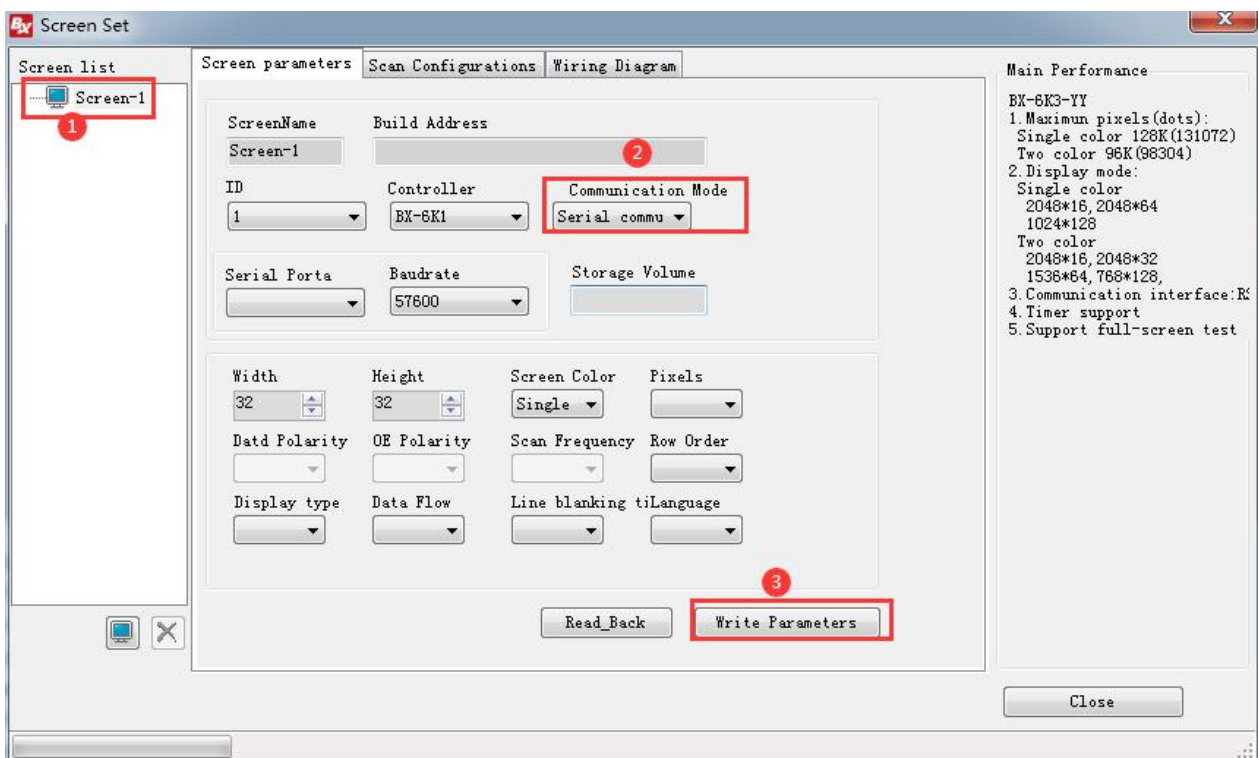 BX Screen Set
Screen list
Screen-1
1
Screen parameters
Scan Configurations
Wiring Diagram
ScreenName
Build Address
Screen-1
2
ID
Controller
Communication Mode
1
BX-6K1
Serial commu
Serial Porta
Baudrate
Storage Volume
57600
Width
Height
Screen Color
Pixels
32
32
Single
Datd Polarity
OE Polarity
Scan Frequency
Row Order
Display type
Data Flow
Line blanking ti
Language
3
Read_Back
Write Parameters
Main Performance
BX-6K3-YY
1.Maximun pixels(dots):
Single color 128K(131072)
Two color 96K(98304)
2.Display mode:
Single color
2048*16,2048*64
1024*128
Two color
2048*16,2048*32
1536*64,768*128,
3.Communication interface:RS
4.Timer support
5.Support full-screen test
Close